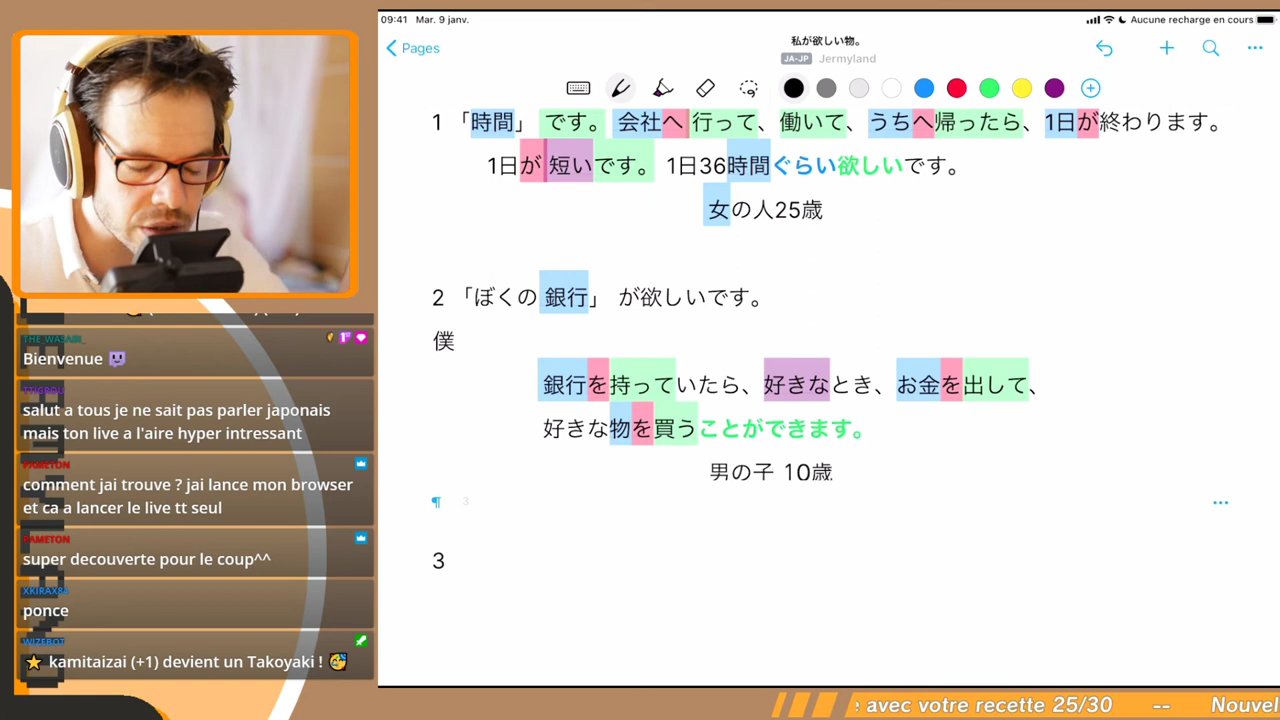 09:41 Mar. 9 janv.
Aucune recharge en cours
Pages
私が欲しい物。
JA-JP Jermyland
1 「時間」 です。 会社へ 行って、働いて、うちへ帰ったら、1日が終わります。
1日が 短いです。 1日36時間ぐらい欲しいです。
女の人25歳
2 「ぼくの 銀行」 が欲しいです。
僕
銀行を持っていたら、好きなとき、お金を出して、
好きな物を買うことができます。
男の子 10歳
¶ 3
3
Bienvenue
salut a tous je ne sait pas parler japonais
mais ton live a l'aire hyper intressant
comment jai trouve ? jai lance mon browser
et ca a lancer le live tt seul
super decouverte pour le coup^^
ponce
WIZEBOT
kamitaizai (+1) devient un Takoyaki !
avec votre recette 25/30 -- Nouvel